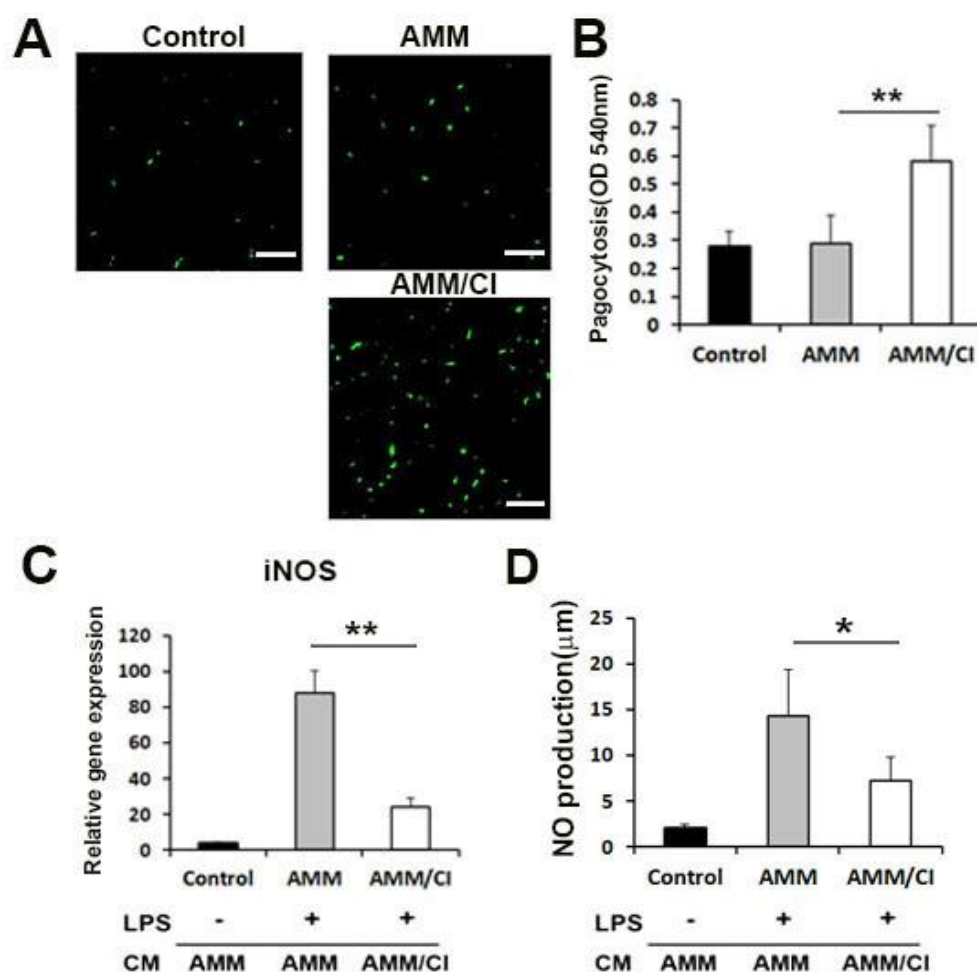 A
Control
AMM
AMM/CI
B
Pagocytosis(OD 540nm)
0.8
0.7
0.6
0.5
0.4
0.3
0.2
0.1
0
**
Control AMM AMM/CI
C
iNOS
Relative gene expression
120
100
80
60
40
20
0
**
Control AMM AMM/CI
LPS - + +
CM AMM AMM AMM/CI
D
NO production(μm)
25
20
15
10
5
0
*
Control AMM AMM/CI
LPS - + +
CM AMM AMM AMM/CI